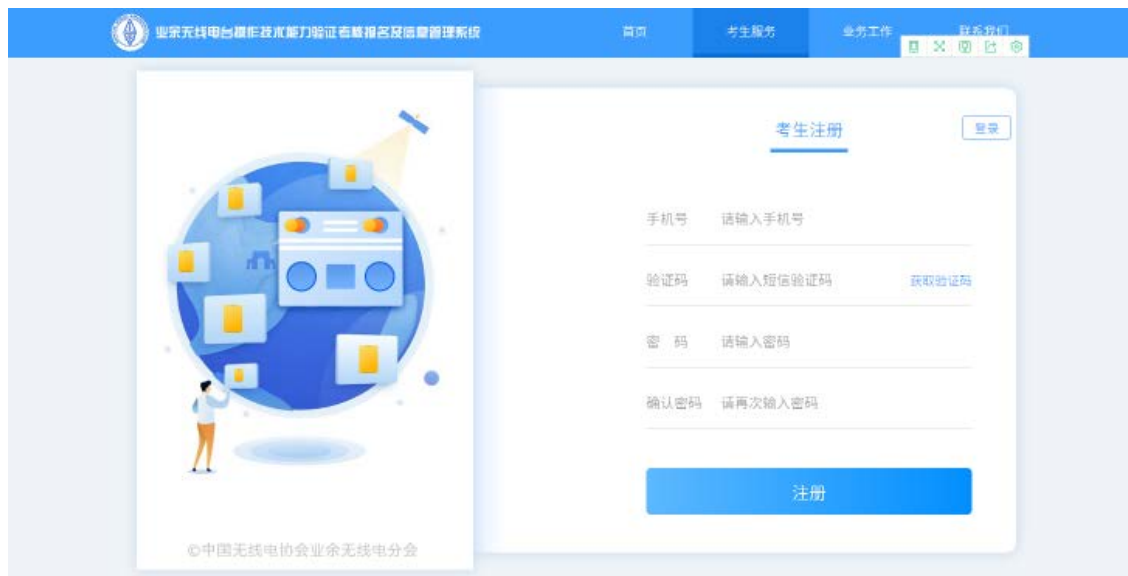 业余无线电台操作技术能力验证考核报名及信息管理系统
首页
考生服务
业务工作
联系我们
考生注册
登录
手机号 请输入手机号
验证码 请输入短信验证码 获取验证码
密 码 请输入密码
确认密码 请再次输入密码
注册
©中国无线电协会业余无线电分会